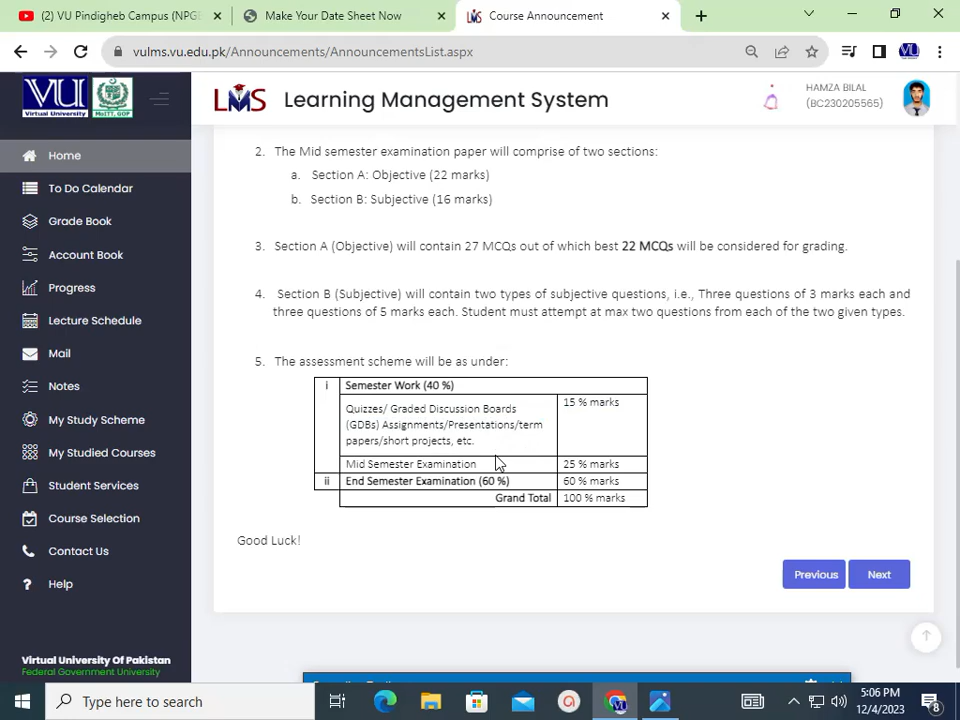 (2) VU Pindigheb Campus (NPGE
Make Your Date Sheet Now
Course Announcement
vulms.vu.edu.pk/Announcements/AnnouncementsList.aspx
VU
Virtual University
MoITT, GOP
LMS
Learning Management System
HAMZA BILAL
(BC230205565)
Home
To Do Calendar
Grade Book
Account Book
Progress
Lecture Schedule
Mail
Notes
My Study Scheme
My Studied Courses
Student Services
Course Selection
Contact Us
Help
Virtual University Of Pakistan
Federal Government University
2. The Mid semester examination paper will comprise of two sections:
a. Section A: Objective (22 marks)
b. Section B: Subjective (16 marks)
3. Section A (Objective) will contain 27 MCQs out of which best 22 MCQs will be considered for grading.
4. Section B (Subjective) will contain two types of subjective questions, i.e., Three questions of 3 marks each and
three questions of 5 marks each. Student must attempt at max two questions from each of the two given types.
5. The assessment scheme will be as under:
i Semester Work (40 %)
Quizzes/ Graded Discussion Boards 15 % marks
(GDBs) Assignments/Presentations/term
papers/short projects, etc.
Mid Semester Examination 25 % marks
ii End Semester Examination (60 %) 60 % marks
Grand Total 100 % marks
Good Luck!
Previous Next
Type here to search
5:06 PM
12/4/2023
8